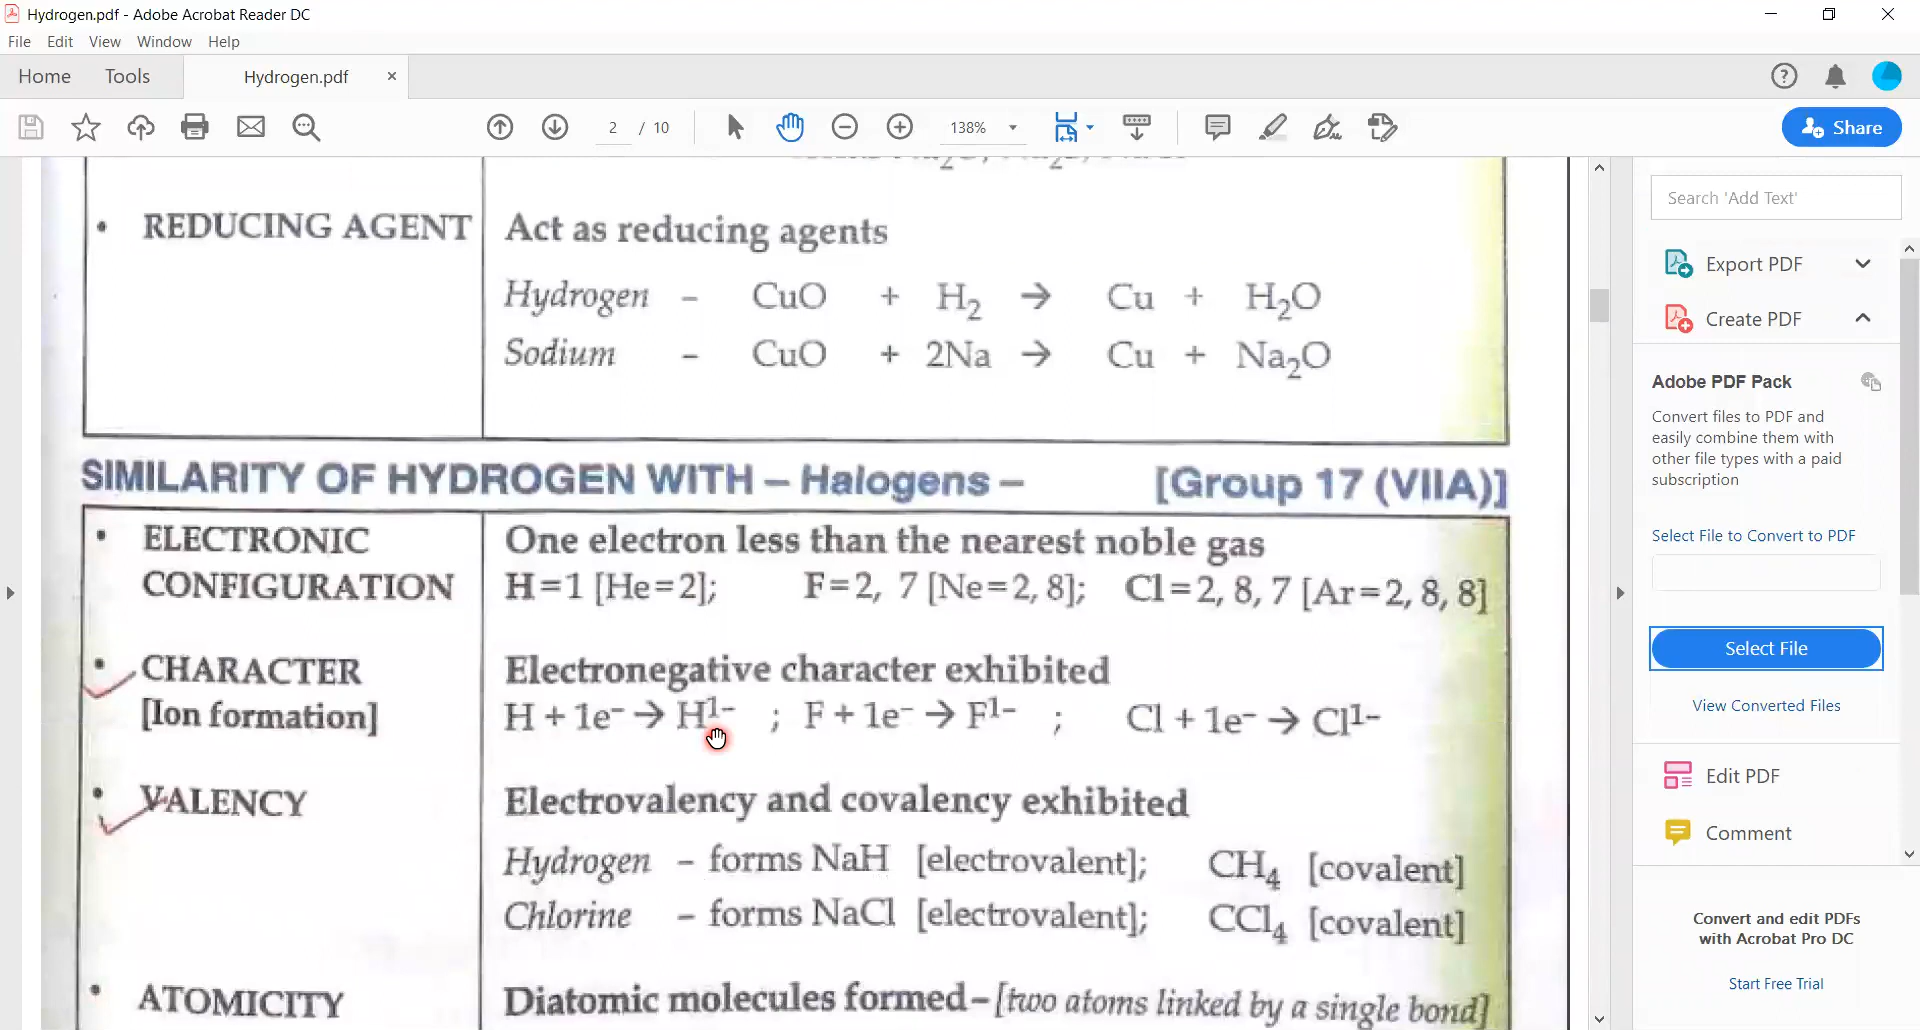 Hydrogen.pdf - Adobe Acrobat Reader DC
File Edit View Window Help
Home Tools Hydrogen.pdf ×
2 / 10 138% Share
• REDUCING AGENT Act as reducing agents
Hydrogen – CuO + H₂ → Cu + H₂O
Sodium – CuO + 2Na → Cu + Na₂O
SIMILARITY OF HYDROGEN WITH – Halogens – [Group 17 (VIIA)]
• ELECTRONIC One electron less than the nearest noble gas
CONFIGURATION H=1 [He=2]; F=2, 7 [Ne=2, 8]; Cl=2, 8, 7 [Ar=2, 8, 8]
• CHARACTER Electronegative character exhibited
[Ion formation] H + 1e⁻ → H¹⁻ ; F + 1e⁻ → F¹⁻ ; Cl + 1e⁻ → Cl¹⁻
• VALENCY Electrovalency and covalency exhibited
Hydrogen – forms NaH [electrovalent]; CH₄ [covalent]
Chlorine – forms NaCl [electrovalent]; CCl₄ [covalent]
• ATOMICITY Diatomic molecules formed–[two atoms linked by a single bond]
Search 'Add Text'
Export PDF
Create PDF
Adobe PDF Pack
Convert files to PDF and
easily combine them with
other file types with a paid
subscription
Select File to Convert to PDF
Select File
View Converted Files
Edit PDF
Comment
Convert and edit PDFs
with Acrobat Pro DC
Start Free Trial